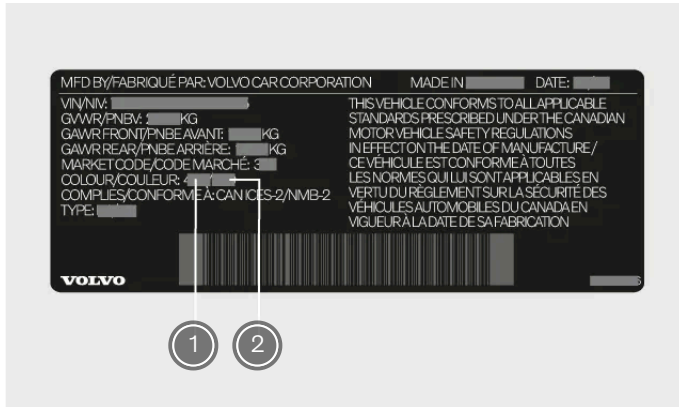 MFD BY/FABRIQUÉ PAR: VOLVO CAR CORPORATION MADE IN DATE:
VIN/NIV:
GVWR/PNBV: 2 KG
GAWR FRONT/PNBE AVANT: KG
GAWR REAR/PNBE ARRIÈRE: KG
MARKET CODE/CODE MARCHÉ: 3
COLOUR/COULEUR: 4
COMPLIES/CONFORME À: CAN ICES-2/NMB-2
TYPE:
THIS VEHICLE CONFORMS TO ALL APPLICABLE
STANDARDS PRESCRIBED UNDER THE CANADIAN
MOTOR VEHICLE SAFETY REGULATIONS
IN EFFECT ON THE DATE OF MANUFACTURE /
CE VÉHICULE EST CONFORME À TOUTES
LES NORMES QUI LUI SONT APPLICABLES EN
VERTU DU RÈGLEMENT SUR LA SÉCURITÉ DES
VÉHICULES AUTOMOBILES DU CANADA EN
VIGUEUR À LA DATE DE SA FABRICATION
VOLVO
1 2